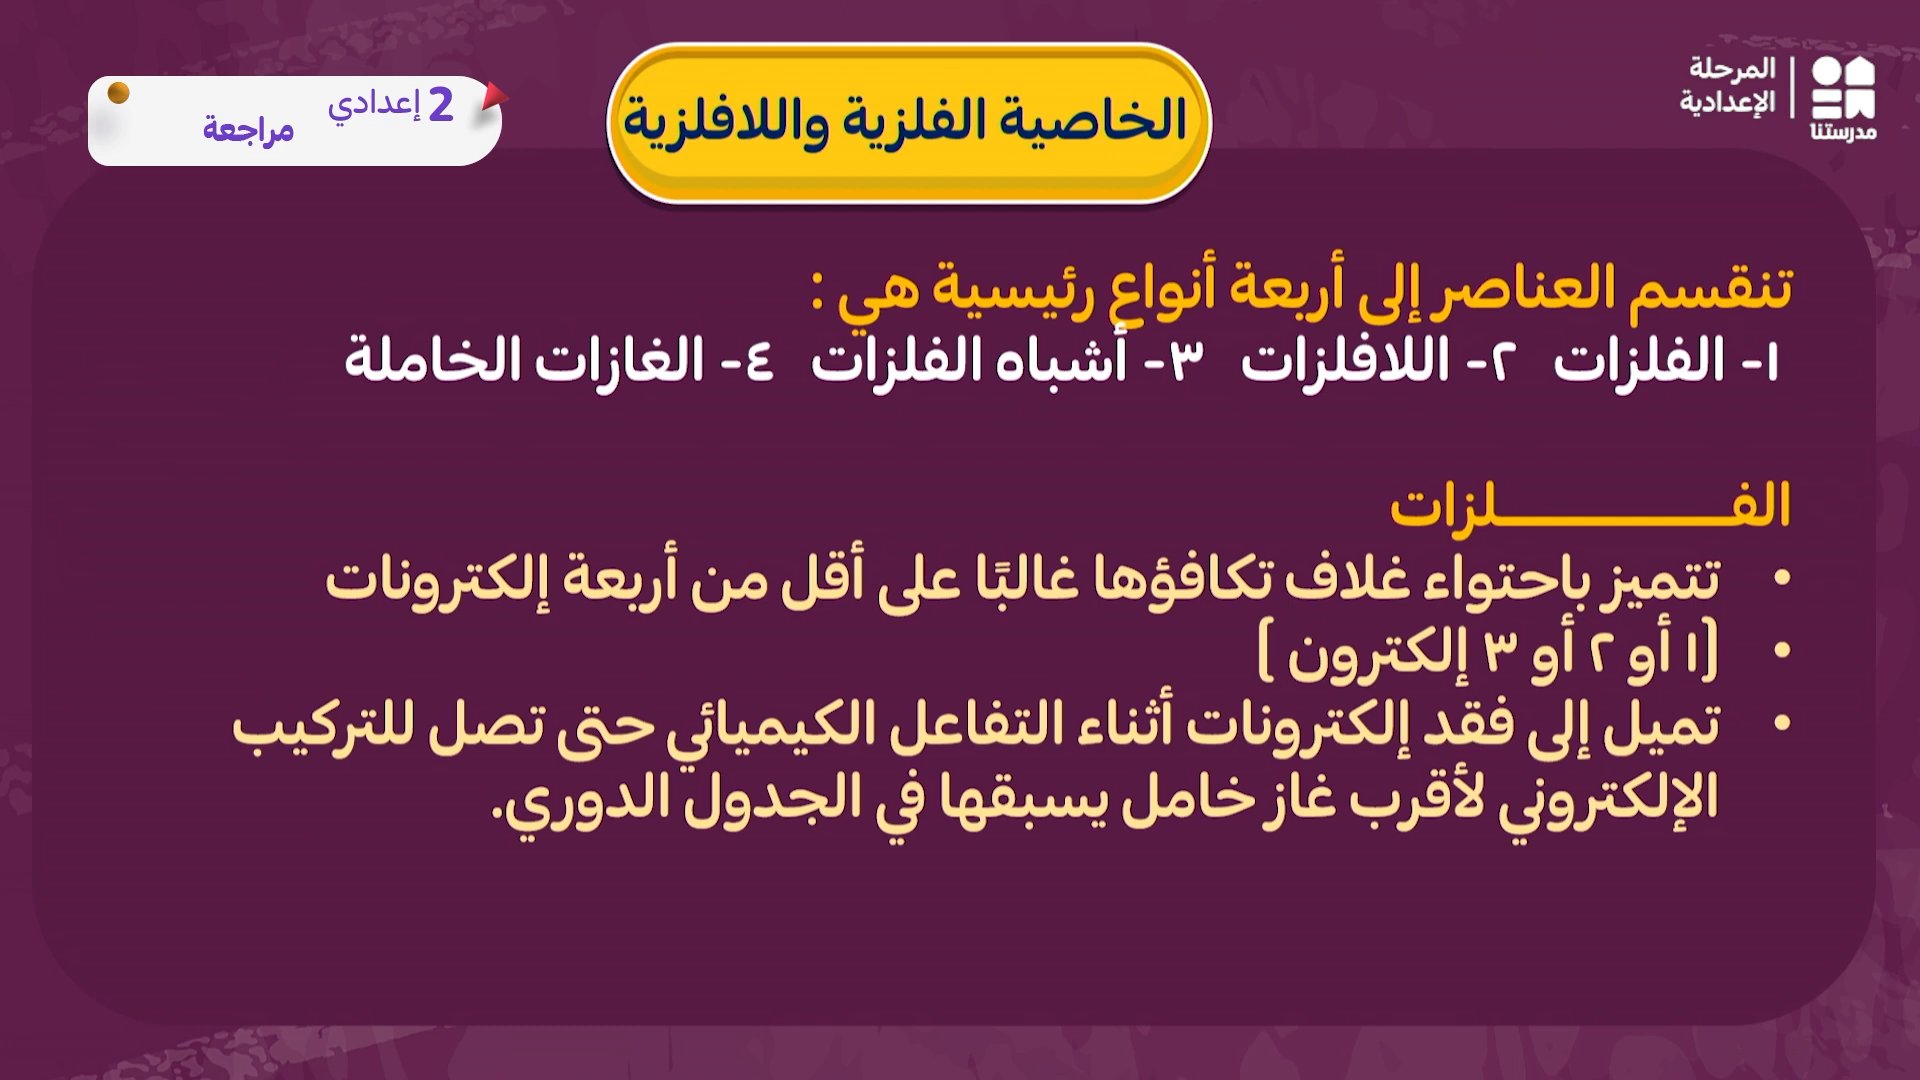 المرحلة
الإعدادية
مدرستنا
الخاصية الفلزية واللافلزية
2 إعدادي
مراجعة
تنقسم العناصر إلى أربعة أنواع رئيسية هي :
١- الفلزات ٢- اللافلزات ٣- أشباه الفلزات ٤- الغازات الخاملة
الفـــــــــــــلزات
• تتميز باحتواء غلاف تكافؤها غالبًا على أقل من أربعة إلكترونات
• (١ أو ٢ أو ٣ إلكترون )
• تميل إلى فقد إلكترونات أثناء التفاعل الكيميائي حتى تصل للتركيب
الإلكتروني لأقرب غاز خامل يسبقها في الجدول الدوري.